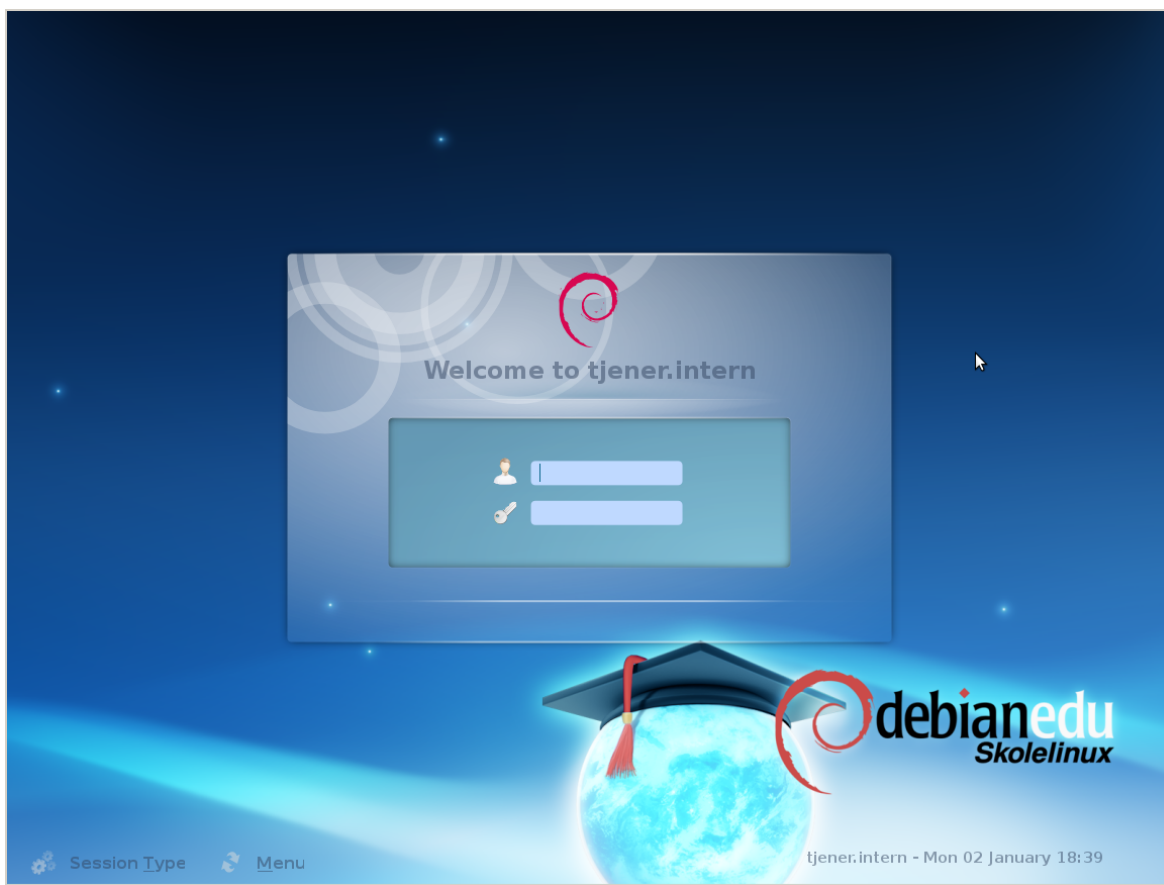 Welcome to tjener.intern
debianedu
Skolelinux
Session Type
Menu
tjener.intern - Mon 02 January 18:39